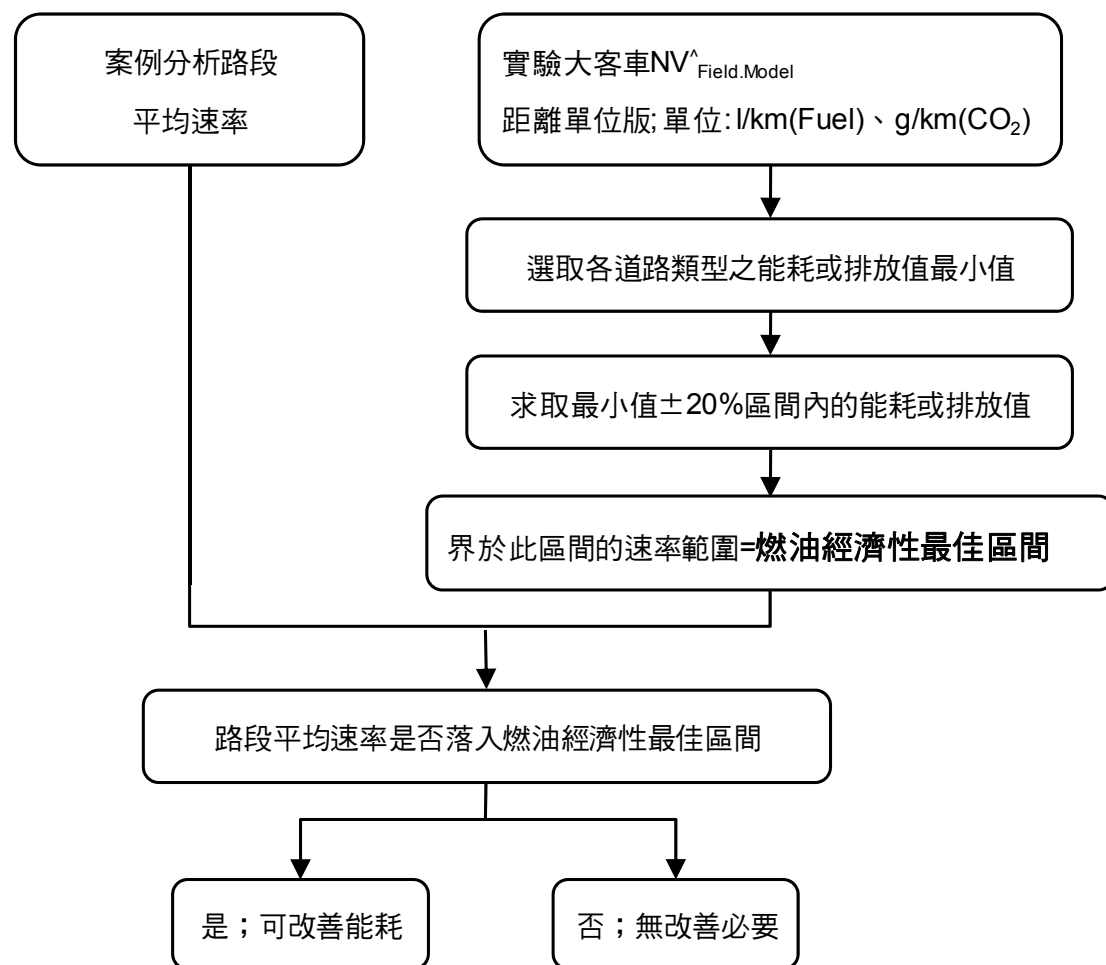 案例分析路段
平均速率
實驗大客車NV^Field.Model
距離單位版;單位:l/km(Fuel)、g/km(CO₂)
選取各道路類型之能耗或排放值最小值
求取最小值±20%區間內的能耗或排放值
界於此區間的速率範圍=燃油經濟性最佳區間
路段平均速率是否落入燃油經濟性最佳區間
是；可改善能耗
否；無改善必要